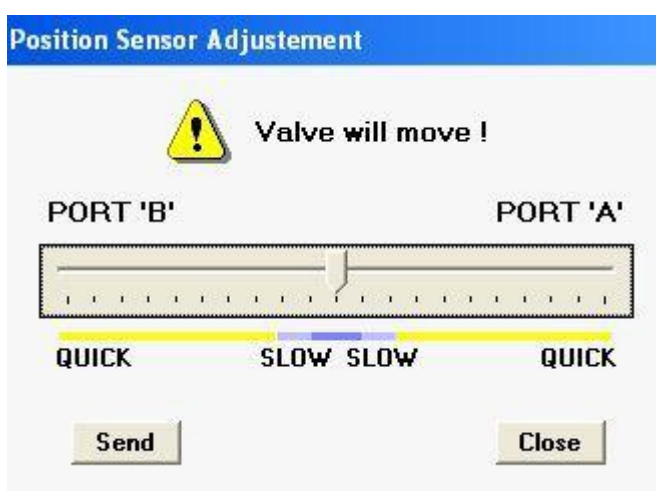 Position Sensor Adjustement
Valve will move !
PORT 'B' PORT 'A'
QUICK SLOW SLOW QUICK
Send Close